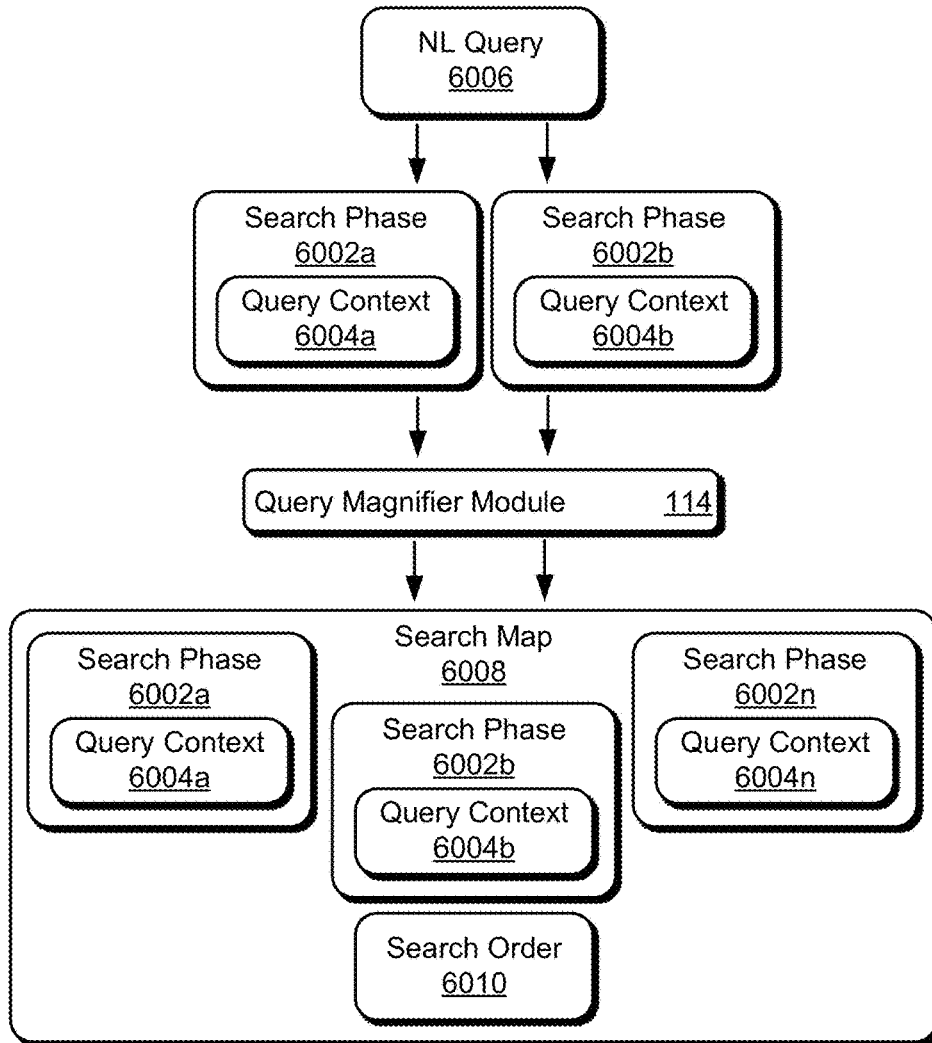 NL Query
6006
Search Phase
6002a
Query Context
6004a
Search Phase
6002b
Query Context
6004b
Query Magnifier Module 114
Search Map
6008
Search Phase
6002a
Query Context
6004a
Search Phase
6002b
Query Context
6004b
Search Phase
6002n
Query Context
6004n
Search Order
6010